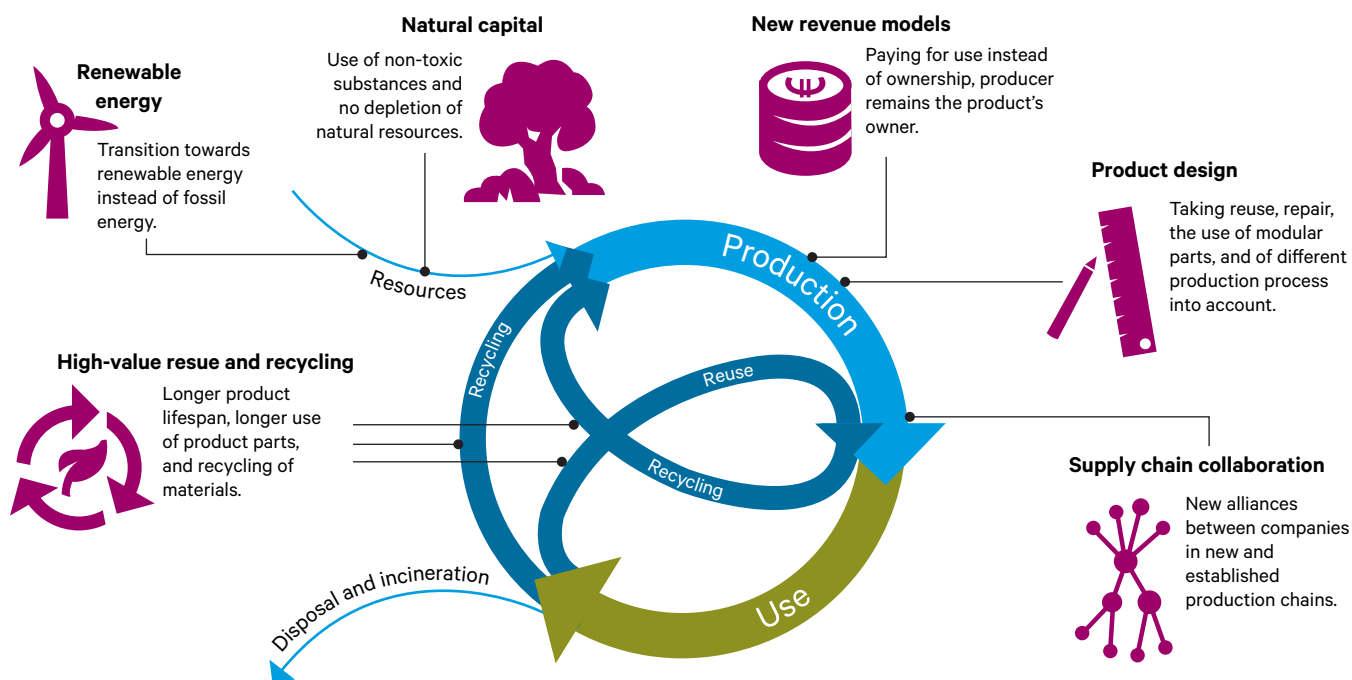 Natural capital
Use of non-toxic
substances and
no depletion of
natural resources.
New revenue models
Paying for use instead
of ownership, producer
remains the product's
owner.
Renewable
energy
Transition towards
renewable energy
instead of fossil
energy.
Product design
Taking reuse, repair,
the use of modular
parts, and of different
production process
into account.
Resources
Production
Recycling
Reuse
Recycling
High-value resue and recycling
Longer product
lifespan, longer use
of product parts,
and recycling of
materials.
Supply chain collaboration
New alliances
between companies
in new and
established
production chains.
Disposal and incineration
Use